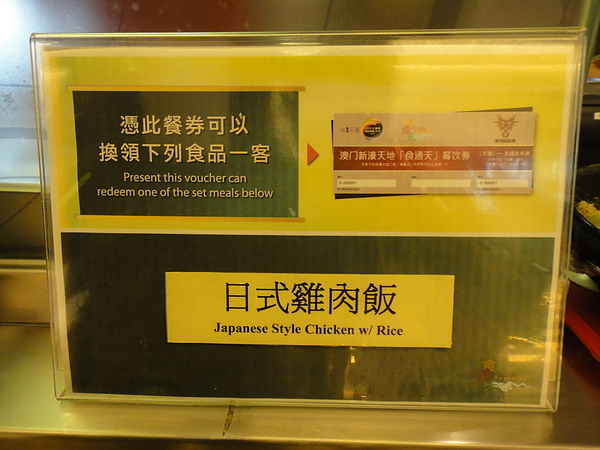 憑此餐券可以
換領下列食品一客
Present this voucher can
redeem one of the set meals below
澳门新濠天地「食通天」餐饮券
日式雞肉飯
Japanese Style Chicken w/ Rice